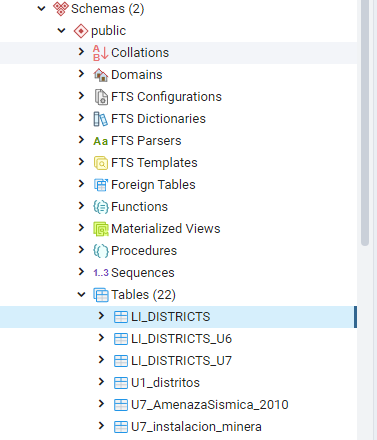 Schemas (2)
public
Collations
Domains
FTS Configurations
FTS Dictionaries
Aa FTS Parsers
FTS Templates
Foreign Tables
Functions
Materialized Views
Procedures
1..3 Sequences
Tables (22)
LI_DISTRICTS
LI_DISTRICTS_U6
LI_DISTRICTS_U7
U1_distritos
U7_AmenazaSismica_2010
U7_instalacion_minera